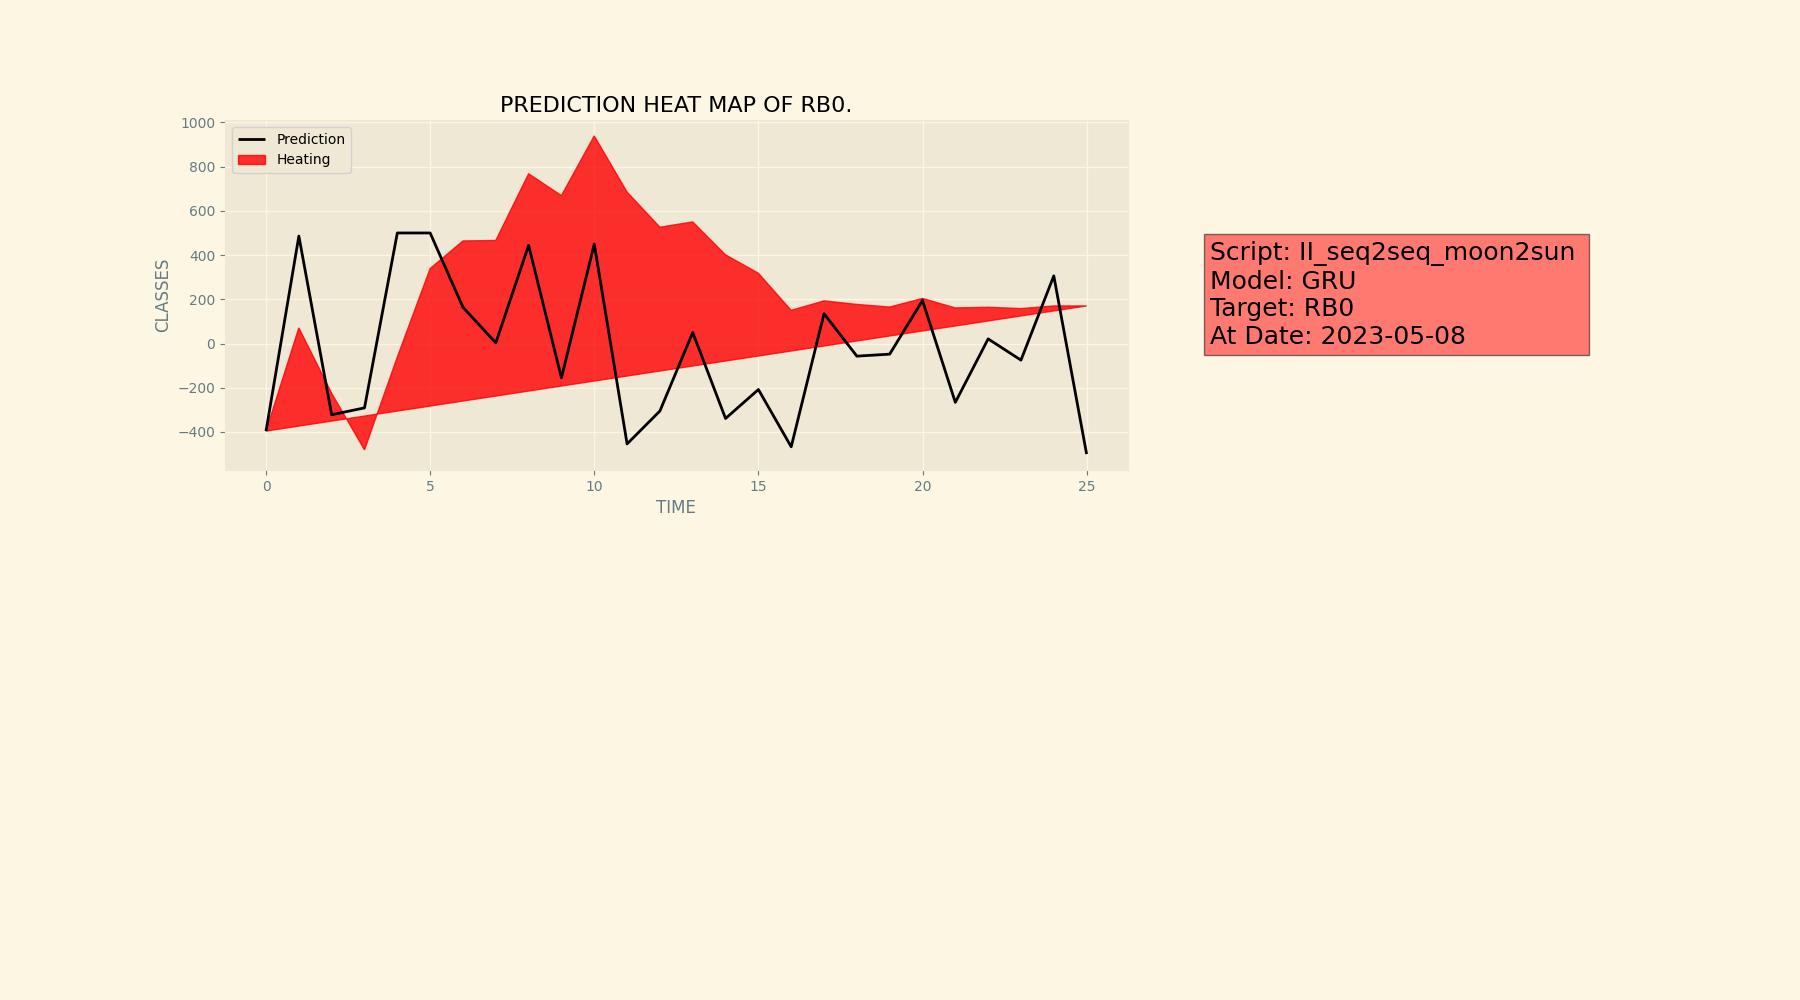 PREDICTION HEAT MAP OF RB0.
Prediction
Heating
1000
800
600
400
200
0
−200
−400
CLASSES
0 5 10 15 20 25
TIME
Script: II_seq2seq_moon2sun
Model: GRU
Target: RB0
At Date: 2023-05-08